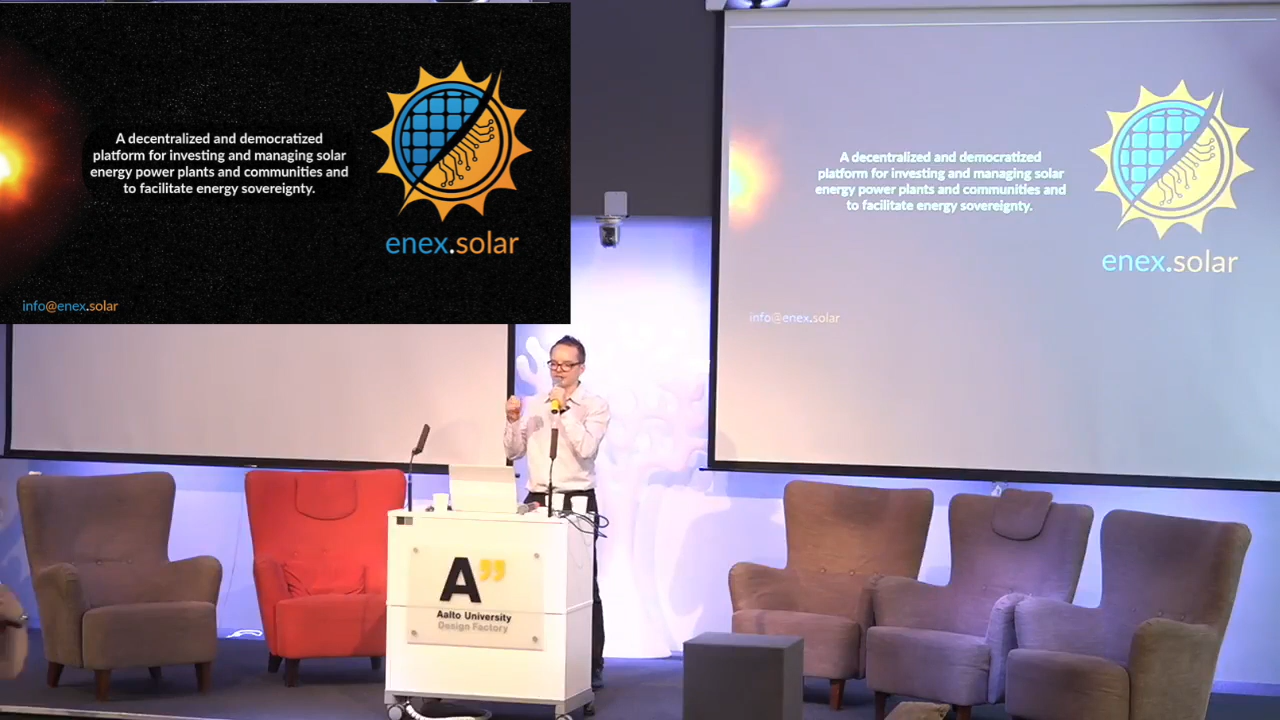 A decentralized and democratized
platform for investing and managing solar
energy power plants and communities and
to facilitate energy sovereignty.
enex.solar
info@enex.solar
A decentralized and democratized
platform for investing and managing solar
energy power plants and communities and
to facilitate energy sovereignty.
enex.solar
info@enex.solar
A”
Aalto University
Design Factory